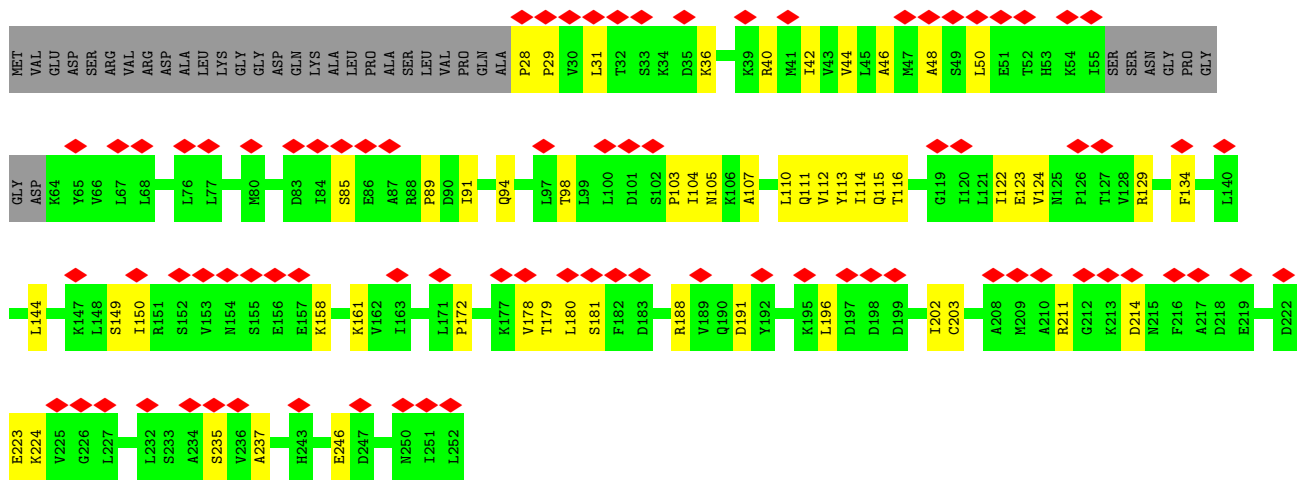 MET VAL GLU ASP SER ARG VAL ARG ASP ALA LEU LYS GLY GLY ASP GLN LYS ALA LEU PRO ALA SER LEU VAL PRO GLN ALA P28 P29 V30 L31 T32 S33 K34 D35 K36 K39 R40 M41 I42 V43 V44 L45 A46 M47 A48 S49 L50 E51 T52 H53 K54 I55 SER SER ASN GLY PRO GLY
GLY ASP K64 Y65 V66 L67 L68 L76 L77 M80 D83 I84 S85 E86 A87 R88 P89 D90 I91 Q94 L97 T98 L99 L100 D101 S102 P103 I104 N105 K106 A107 L110 Q111 V112 Y113 I114 Q115 T116 G119 I120 L121 I122 E123 V124 N125 P126 T127 V128 R129 F134 L140
L144 K147 L148 S149 I150 R151 S152 V153 N154 S155 E156 E157 K158 K161 V162 I163 L171 P172 K177 V178 T179 L180 S181 F182 D183 R188 V189 Q190 D191 Y192 K195 L196 D197 D198 D199 I202 C203 A208 M209 A210 R211 G212 K213 D214 N215 F216 A217 D218 E219 D222
E223 K224 V225 G226 L227 L232 S233 A234 S235 V236 A237 H243 E246 D247 N250 I251 L252